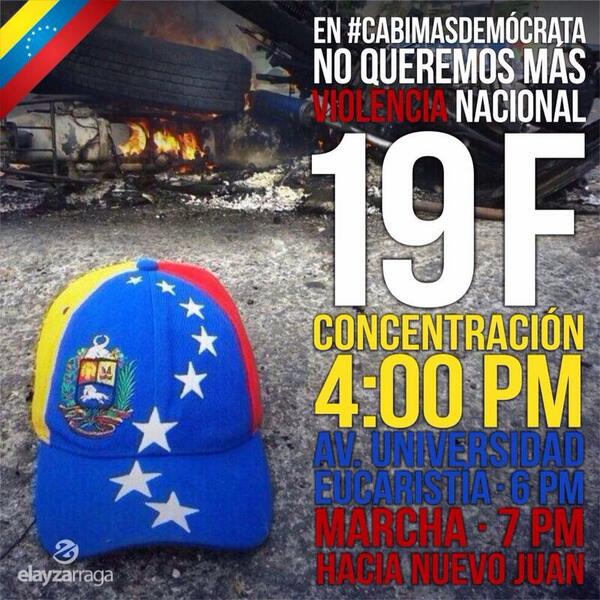 EN #CABIMASDEMÓCRATA
NO QUEREMOS MÁS
VIOLENCIA NACIONAL
19F
CONCENTRACIÓN
4:00 PM
AV. UNIVERSIDAD
EUCARISTÍA · 6 PM
MARCHA · 7 PM
HACIA NUEVO JUAN
elayzarraga